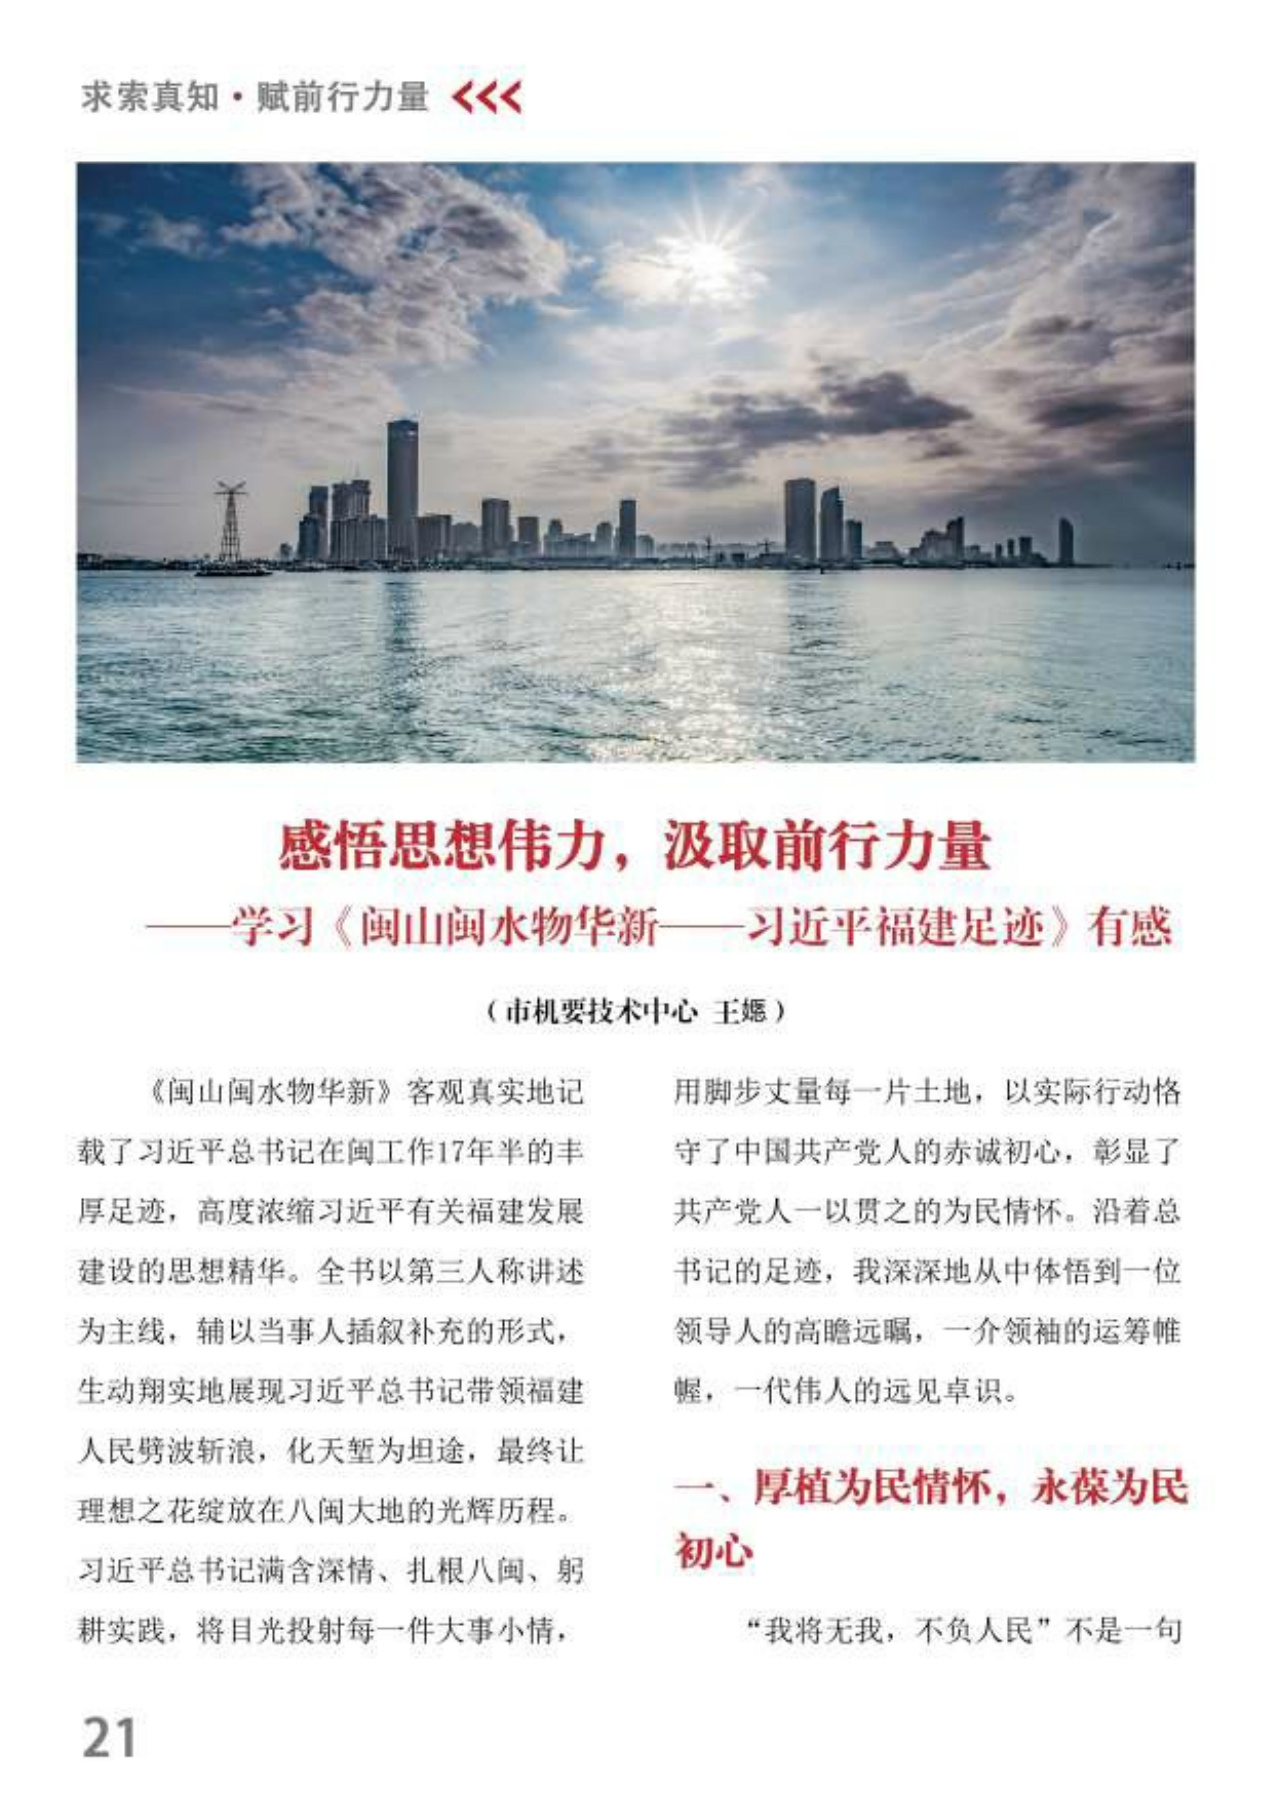 求索真知·赋前行力量
感悟思想伟力，汲取前行力量
——学习《闽山闽水物华新——习近平福建足迹》有感
（市机要技术中心 王嫕）
《闽山闽水物华新》客观真实地记
载了习近平总书记在闽工作17年半的丰
厚足迹，高度浓缩习近平有关福建发展
建设的思想精华。全书以第三人称讲述
为主线，辅以当事人插叙补充的形式，
生动翔实地展现习近平总书记带领福建
人民劈波斩浪，化天堑为坦途，最终让
理想之花绽放在八闽大地的光辉历程。
习近平总书记满含深情、扎根八闽、躬
耕实践，将目光投射每一件大事小情，
用脚步丈量每一片土地，以实际行动恪
守了中国共产党人的赤诚初心，彰显了
共产党人一以贯之的为民情怀。沿着总
书记的足迹，我深深地从中体悟到一位
领导人的高瞻远瞩，一介领袖的运筹帷
幄，一代伟人的远见卓识。
一、厚植为民情怀，永葆为民
初心
“我将无我，不负人民”不是一句
21